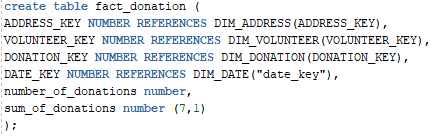 create table fact_donation (
ADDRESS_KEY NUMBER REFERENCES DIM_ADDRESS(ADDRESS_KEY),
VOLUNTEER_KEY NUMBER REFERENCES DIM_VOLUNTEER(VOLUNTEER_KEY),
DONATION_KEY NUMBER REFERENCES DIM_DONATION(DONATION_KEY),
DATE_KEY NUMBER REFERENCES DIM_DATE("date_key"),
number_of_donations number,
sum_of_donations number (7,1)
);